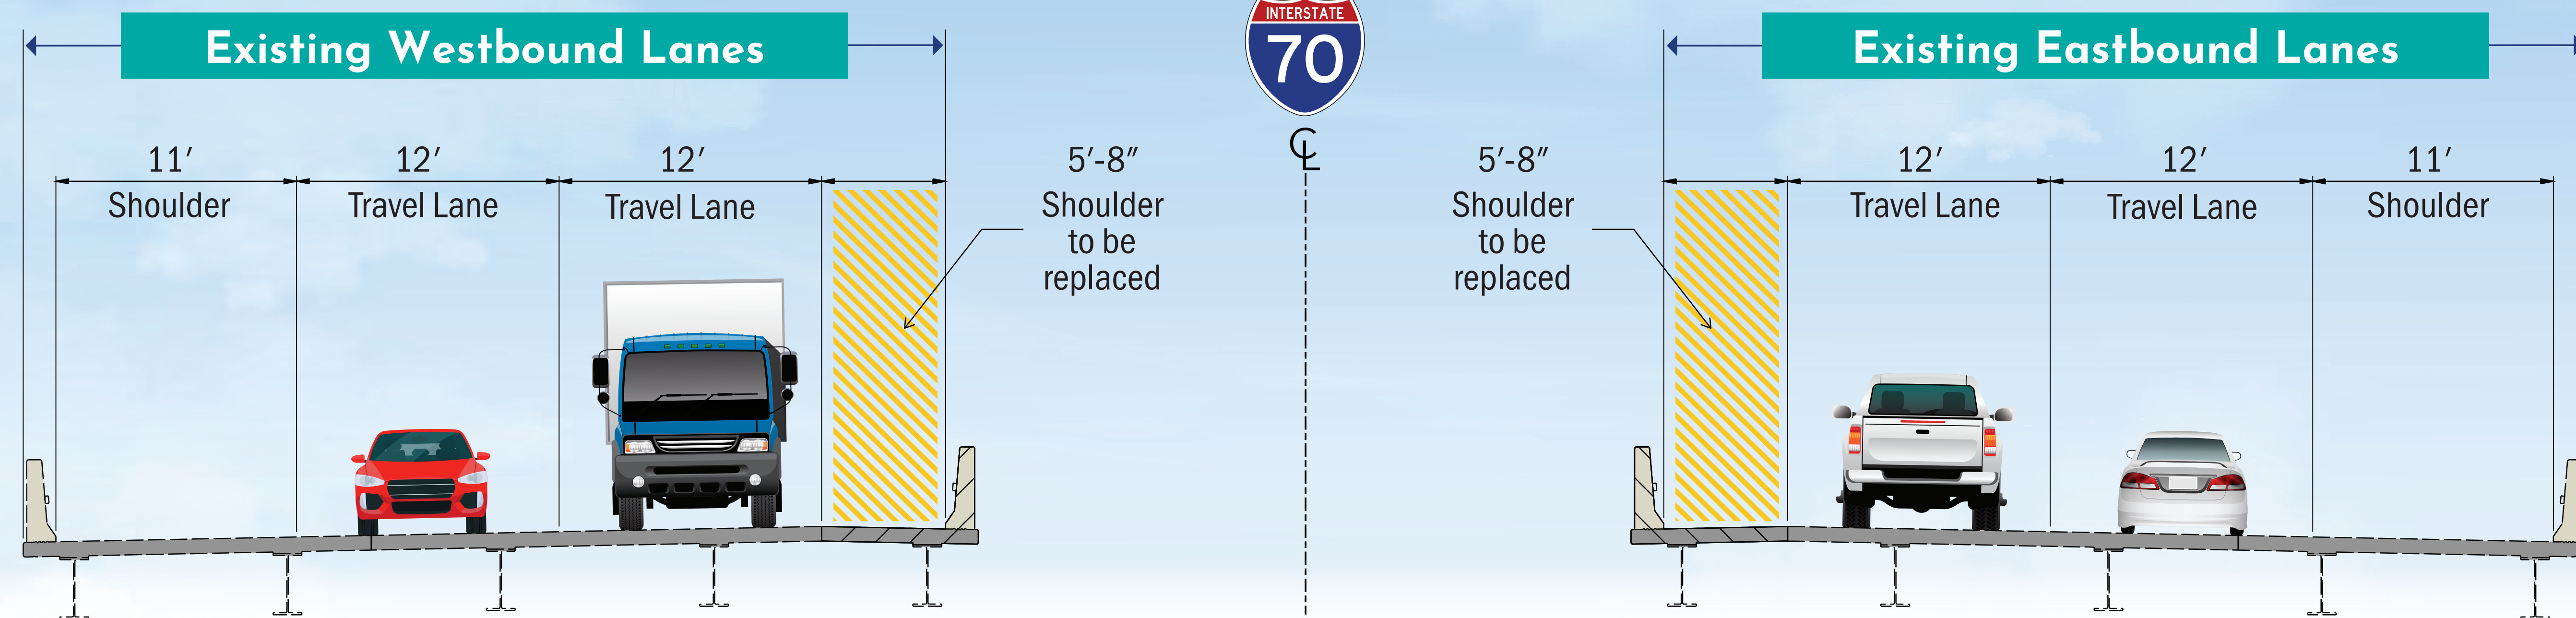 Existing Westbound Lanes
INTERSTATE
70
Existing Eastbound Lanes
11′
12′
12′
5′-8″
℄
5′-8″
12′
12′
11′
Shoulder
Travel Lane
Travel Lane
Shoulder
to be
replaced
Shoulder
to be
replaced
Travel Lane
Travel Lane
Shoulder